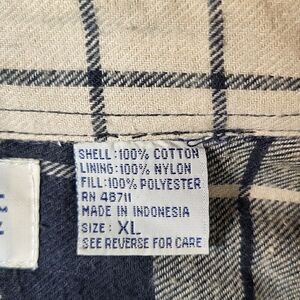 SHELL: 100% COTTON
LINING: 100% NYLON
FILL: 100% POLYESTER
RN 46711
MADE IN INDONESIA
SIZE: XL
SEE REVERSE FOR CARE